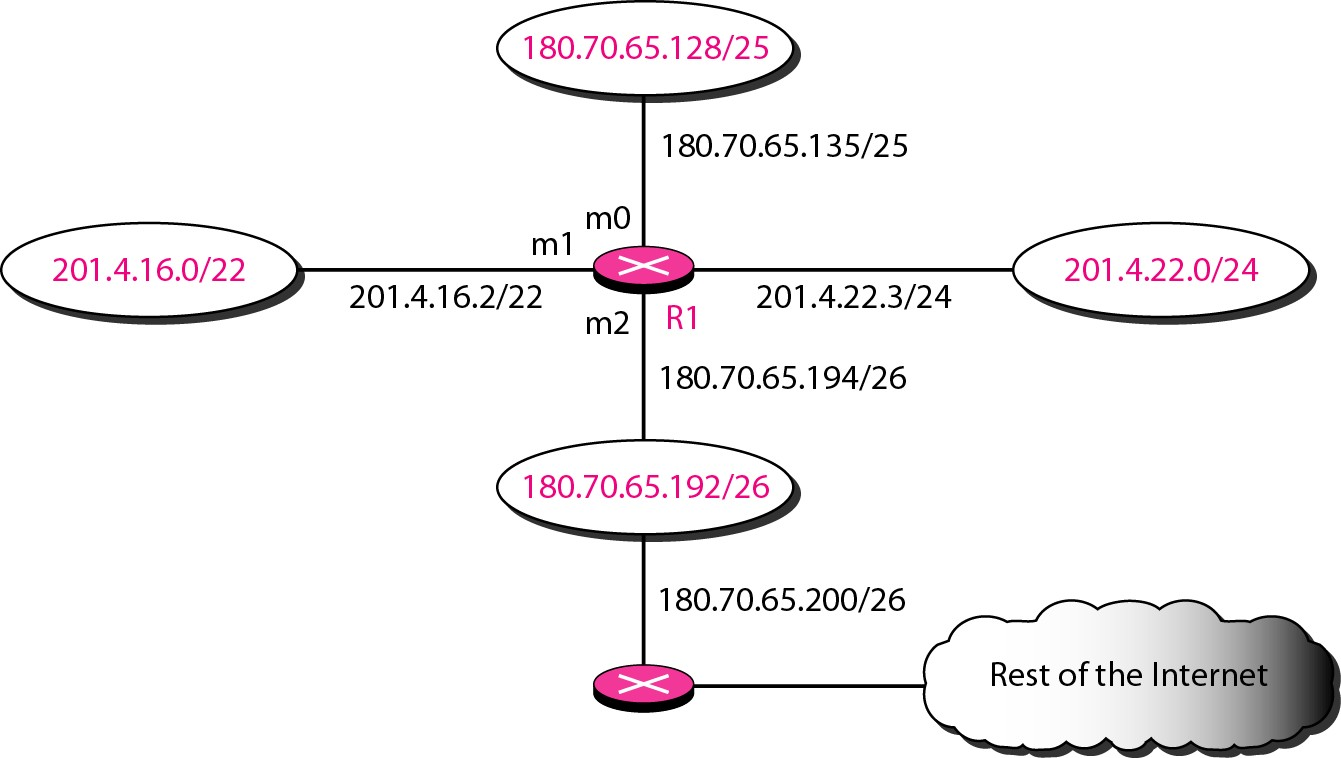 180.70.65.128/25
180.70.65.135/25
m0
m1
201.4.16.0/22
201.4.16.2/22
201.4.22.3/24
201.4.22.0/24
m2
R1
180.70.65.194/26
180.70.65.192/26
180.70.65.200/26
Rest of the Internet